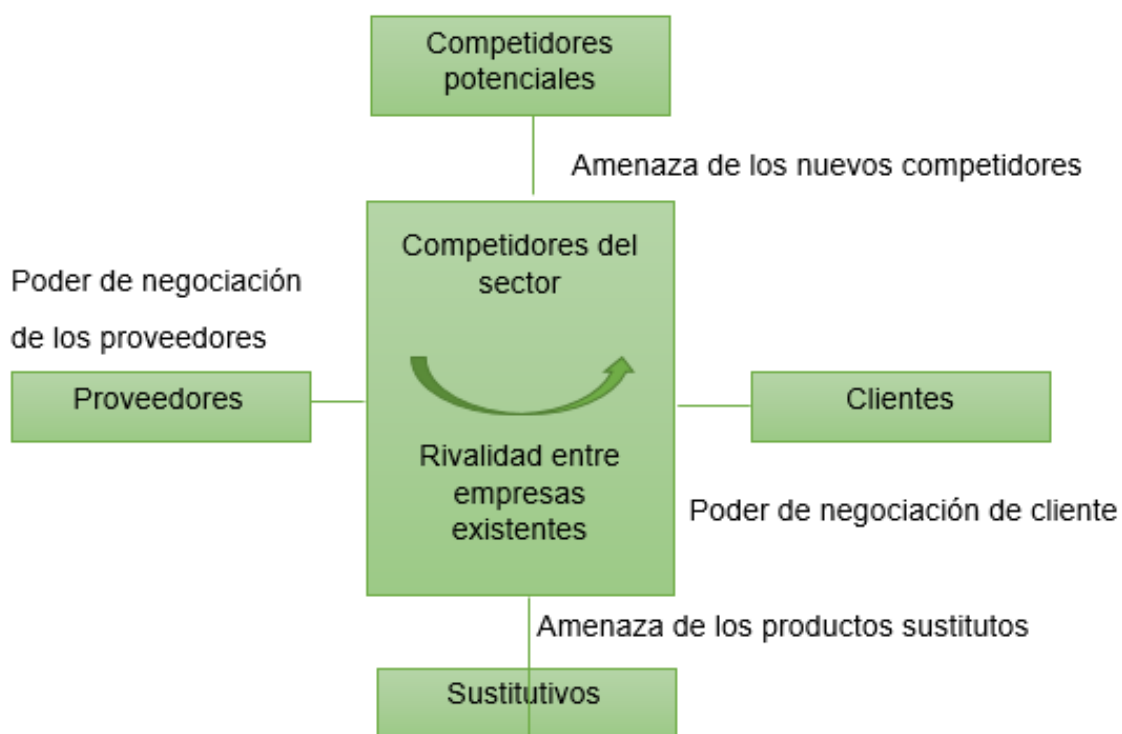 Competidores
potenciales
Amenaza de los nuevos competidores
Competidores del
sector
Poder de negociación
de los proveedores
Proveedores
Clientes
Rivalidad entre
empresas
existentes
Poder de negociación de cliente
Amenaza de los productos sustitutos
Sustitutivos